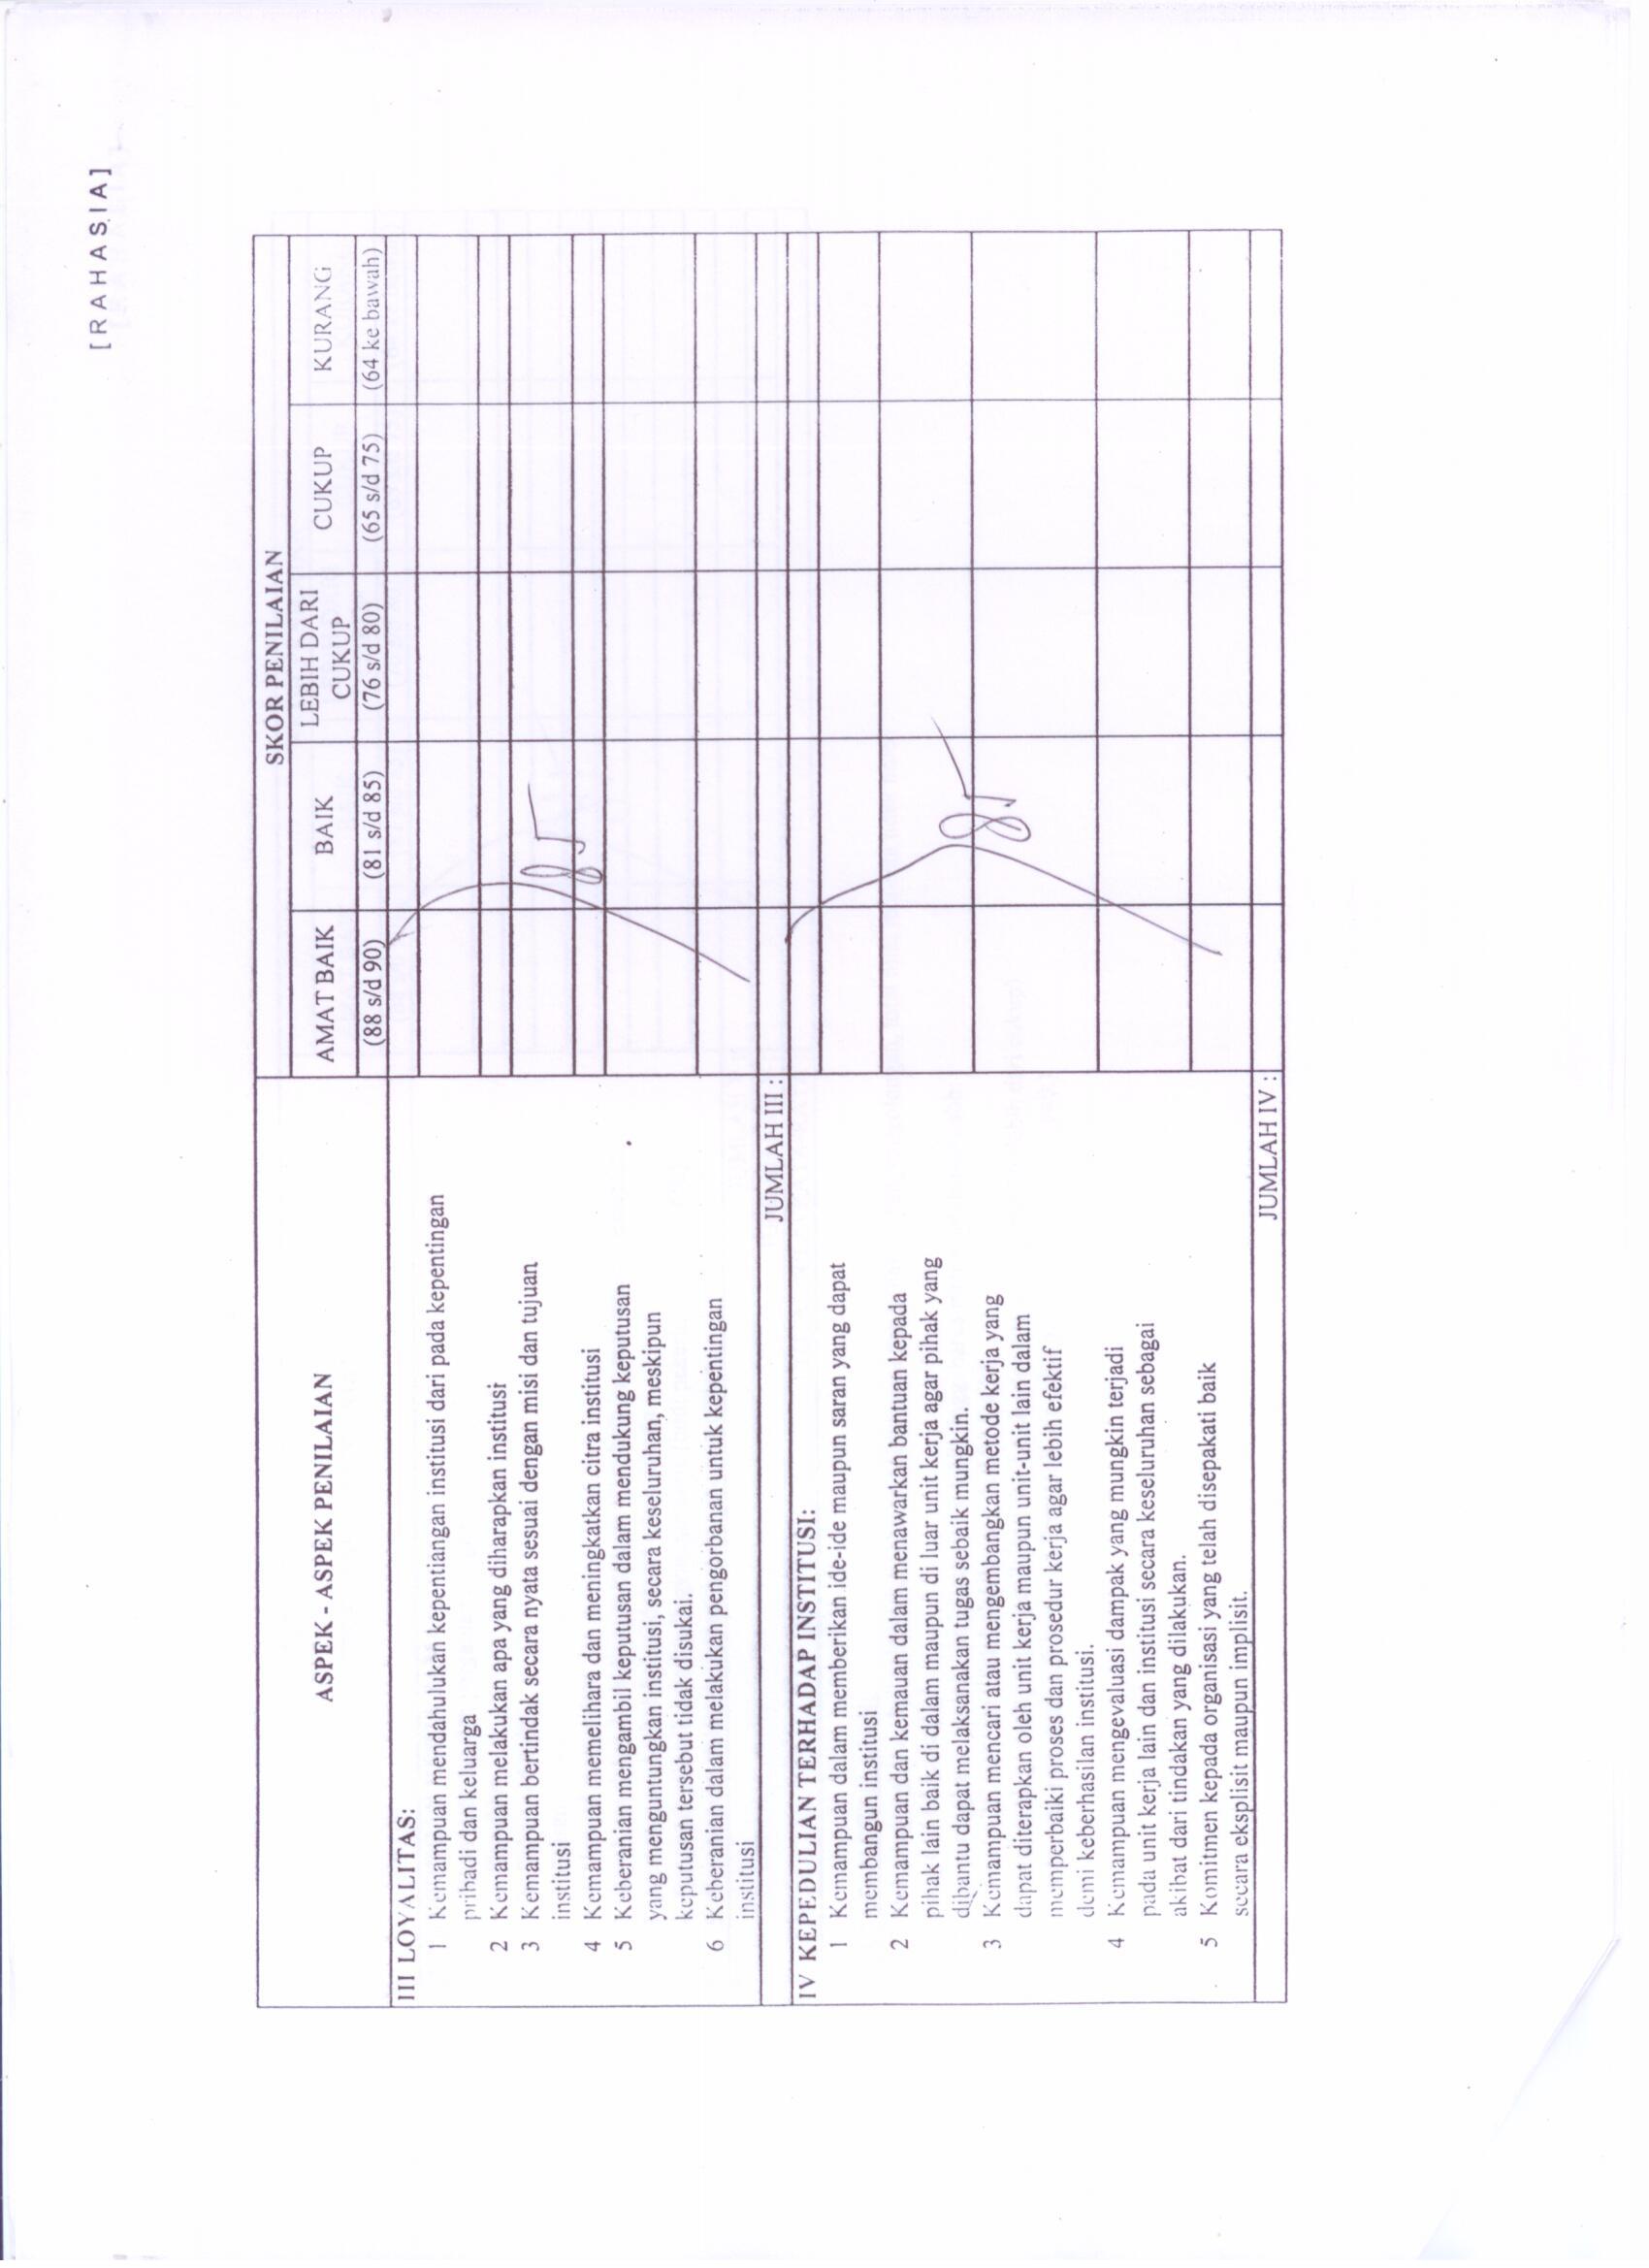 [RAHASIA]
ASPEK - ASPEK PENILAIAN
SKOR PENILAIAN
AMAT BAIK
BAIK
LEBIH DARI
CUKUP
CUKUP
KURANG
(88 s/d 90)
(81 s/d 85)
(76 s/d 80)
(65 s/d 75)
(64 ke bawah)
III LOYALITAS:
1 Kemampuan mendahulukan kepentiangan institusi dari pada kepentingan
pribadi dan keluarga
2 Kemampuan melakukan apa yang diharapkan institusi
3 Kemampuan bertindak secara nyata sesuai dengan misi dan tujuan
institusi
85
4 Kemampuan memelihara dan meningkatkan citra institusi
5 Keberanian mengambil keputusan dalam mendukung keputusan
yang menguntungkan institusi, secara keseluruhan, meskipun
keputusan tersebut tidak disukai.
6 Keberanian dalam melakukan pengorbanan untuk kepentingan
institusi
JUMLAH III :
IV KEPEDULIAN TERHADAP INSTITUSI:
1 Kemampuan dalam memberikan ide-ide maupun saran yang dapat
membangun institusi
2 Kemampuan dan kemauan dalam menawarkan bantuan kepada
pihak lain baik di dalam maupun di luar unit kerja agar pihak yang
dibantu dapat melaksanakan tugas sebaik mungkin.
85
3 Kemampuan mencari atau mengembangkan metode kerja yang
dapat diterapkan oleh unit kerja maupun unit-unit lain dalam
memperbaiki proses dan prosedur kerja agar lebih efektif
demi keberhasilan institusi.
4 Kemampuan mengevaluasi dampak yang mungkin terjadi
pada unit kerja lain dan institusi secara keseluruhan sebagai
akibat dari tindakan yang dilakukan.
5 Komitmen kepada organisasi yang telah disepakati baik
secara eksplisit maupun implisit.
JUMLAH IV :